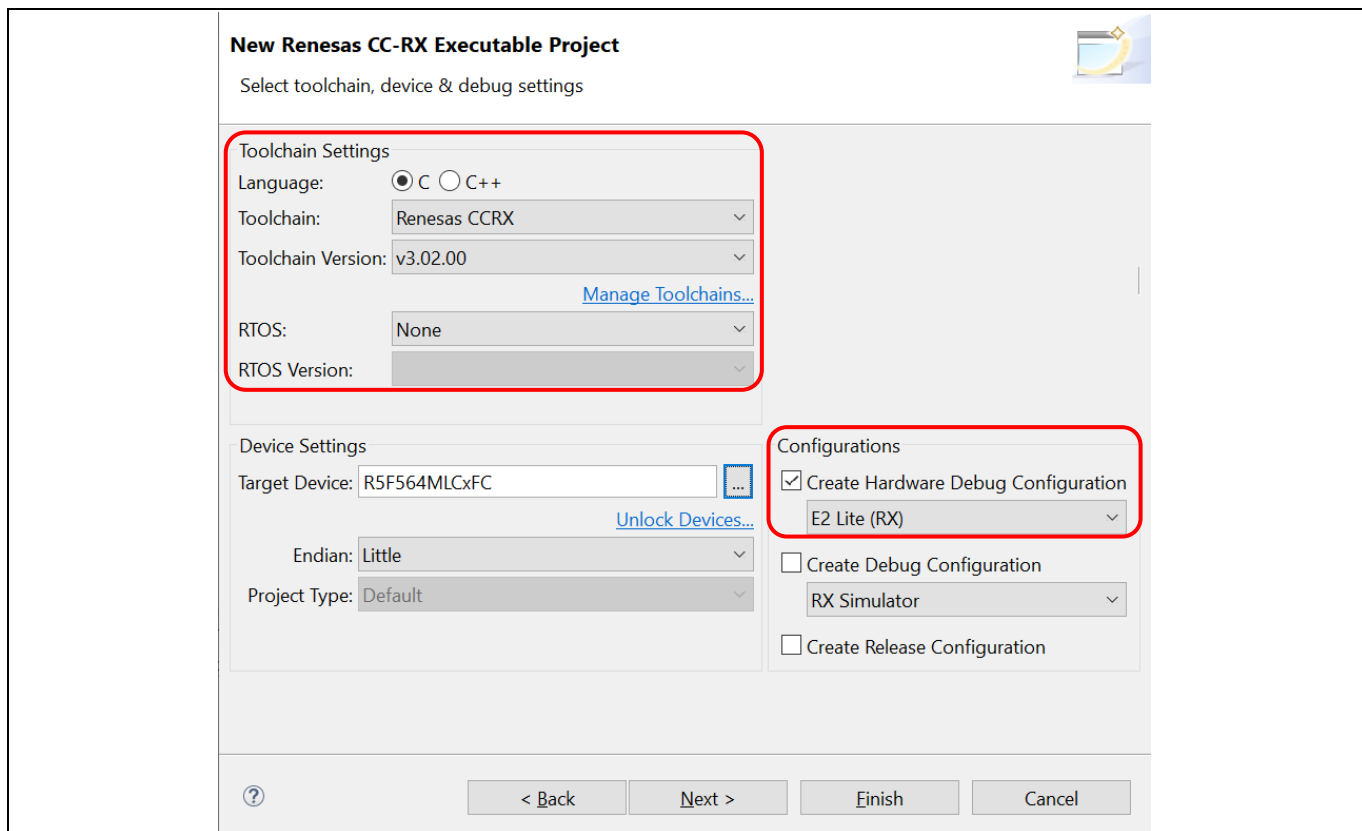 New Renesas CC-RX Executable Project
Select toolchain, device & debug settings
Toolchain Settings
Language: C C++
Toolchain: Renesas CCRX
Toolchain Version: v3.02.00
Manage Toolchains...
RTOS: None
RTOS Version:
Device Settings
Target Device: R5F564MLCxFC ...
Unlock Devices...
Endian: Little
Project Type: Default
Configurations
Create Hardware Debug Configuration
E2 Lite (RX)
Create Debug Configuration
RX Simulator
Create Release Configuration
? < Back Next > Finish Cancel